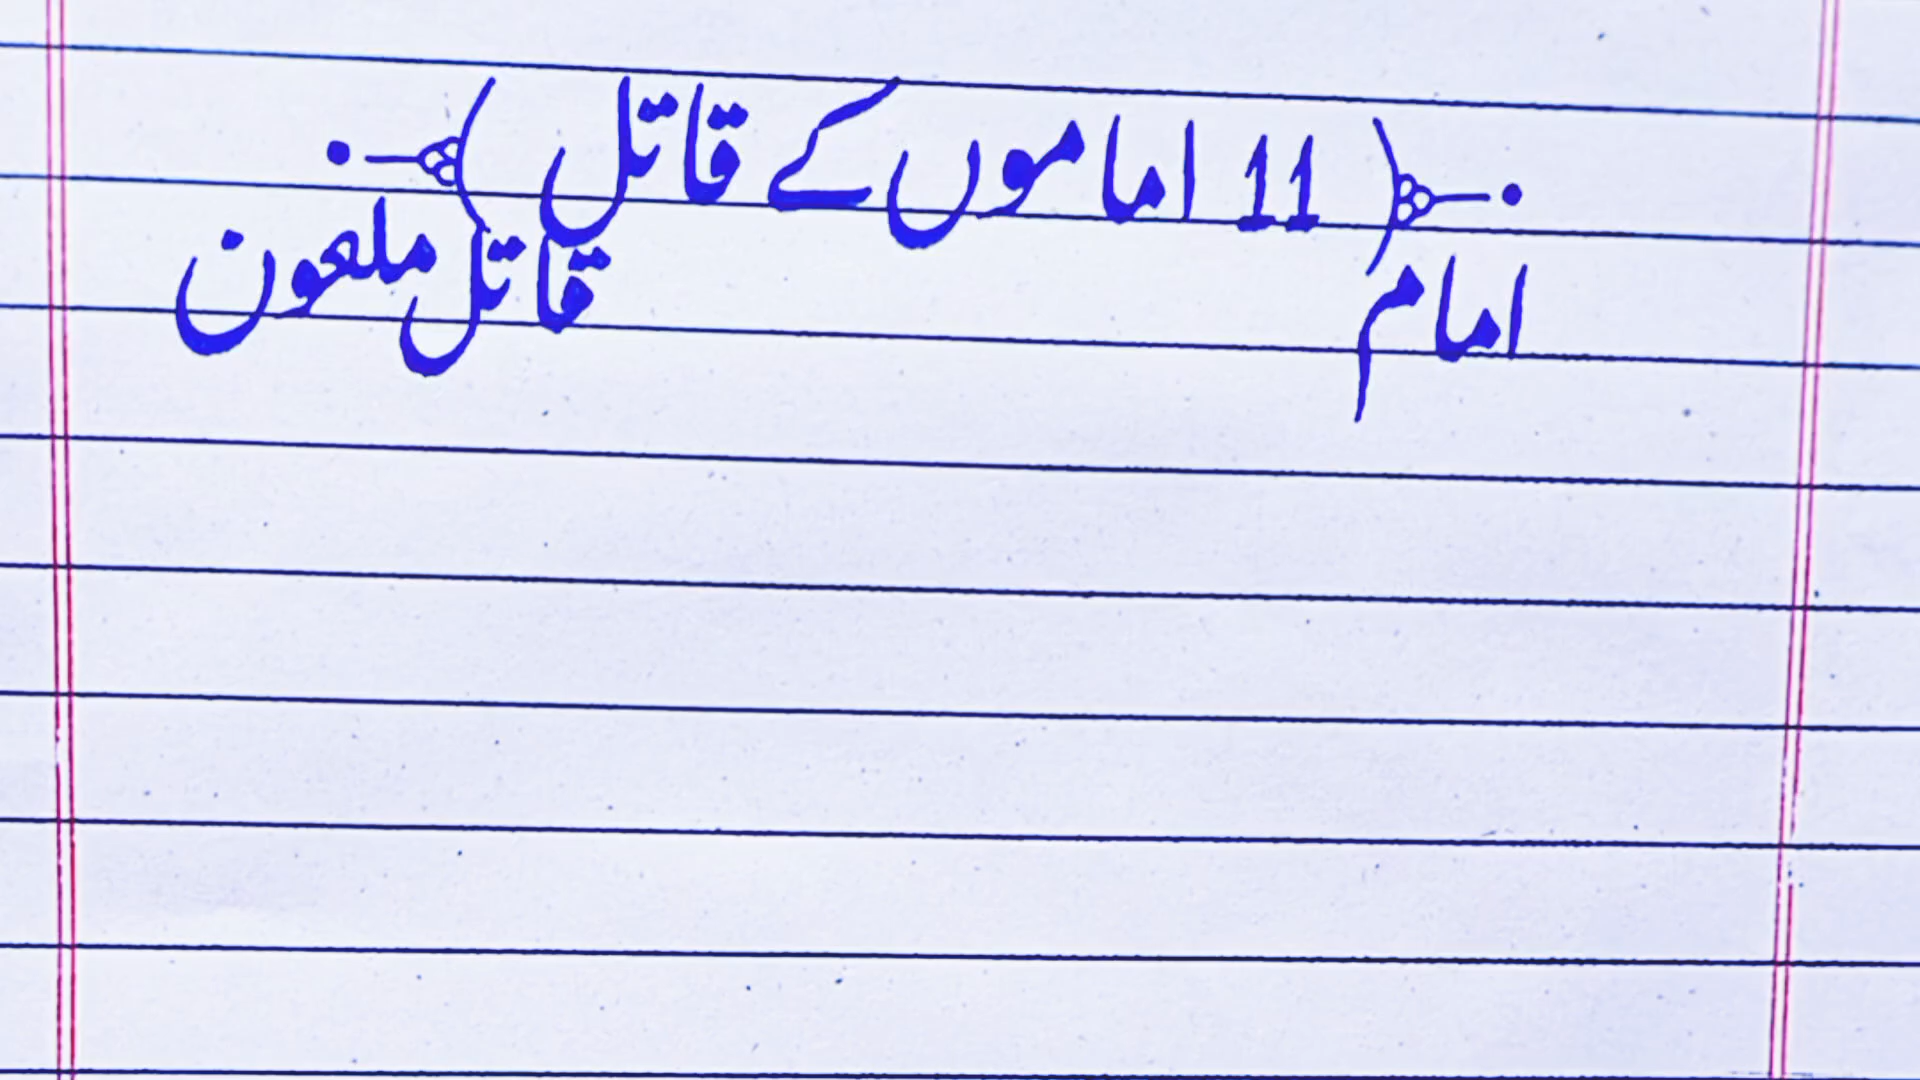 ( 11 اماموں کے قاتل )
امام قاتل ملعون